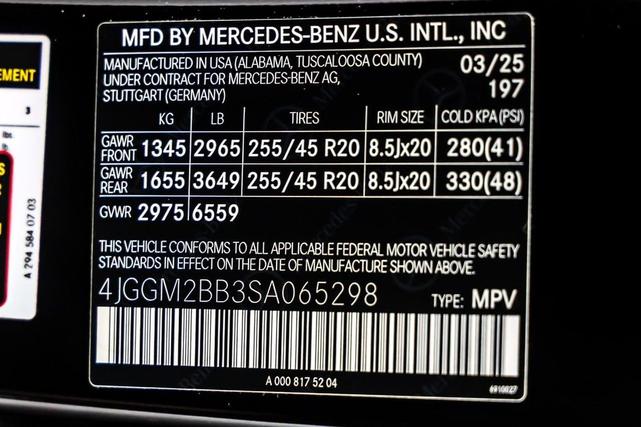 MFD BY MERCEDES-BENZ U.S. INTL., INC
MANUFACTURED IN USA (ALABAMA, TUSCALOOSA COUNTY)
UNDER CONTRACT FOR MERCEDES-BENZ AG,
STUTTGART (GERMANY)
03/25
197
KG LB TIRES RIM SIZE COLD KPA(PSI)
GAWR FRONT 1345 2965 255/45 R20 8.5Jx20 280(41)
GAWR REAR 1655 3649 255/45 R20 8.5Jx20 330(48)
GVWR 2975 6559
THIS VEHICLE CONFORMS TO ALL APPLICABLE FEDERAL MOTOR VEHICLE SAFETY
STANDARDS IN EFFECT ON THE DATE OF MANUFACTURE SHOWN ABOVE.
4JGGM2BB3SA065298 TYPE: MPV
A 000 817 52 04
EMENT
3
lbs.
lb
A 294 584 07 03